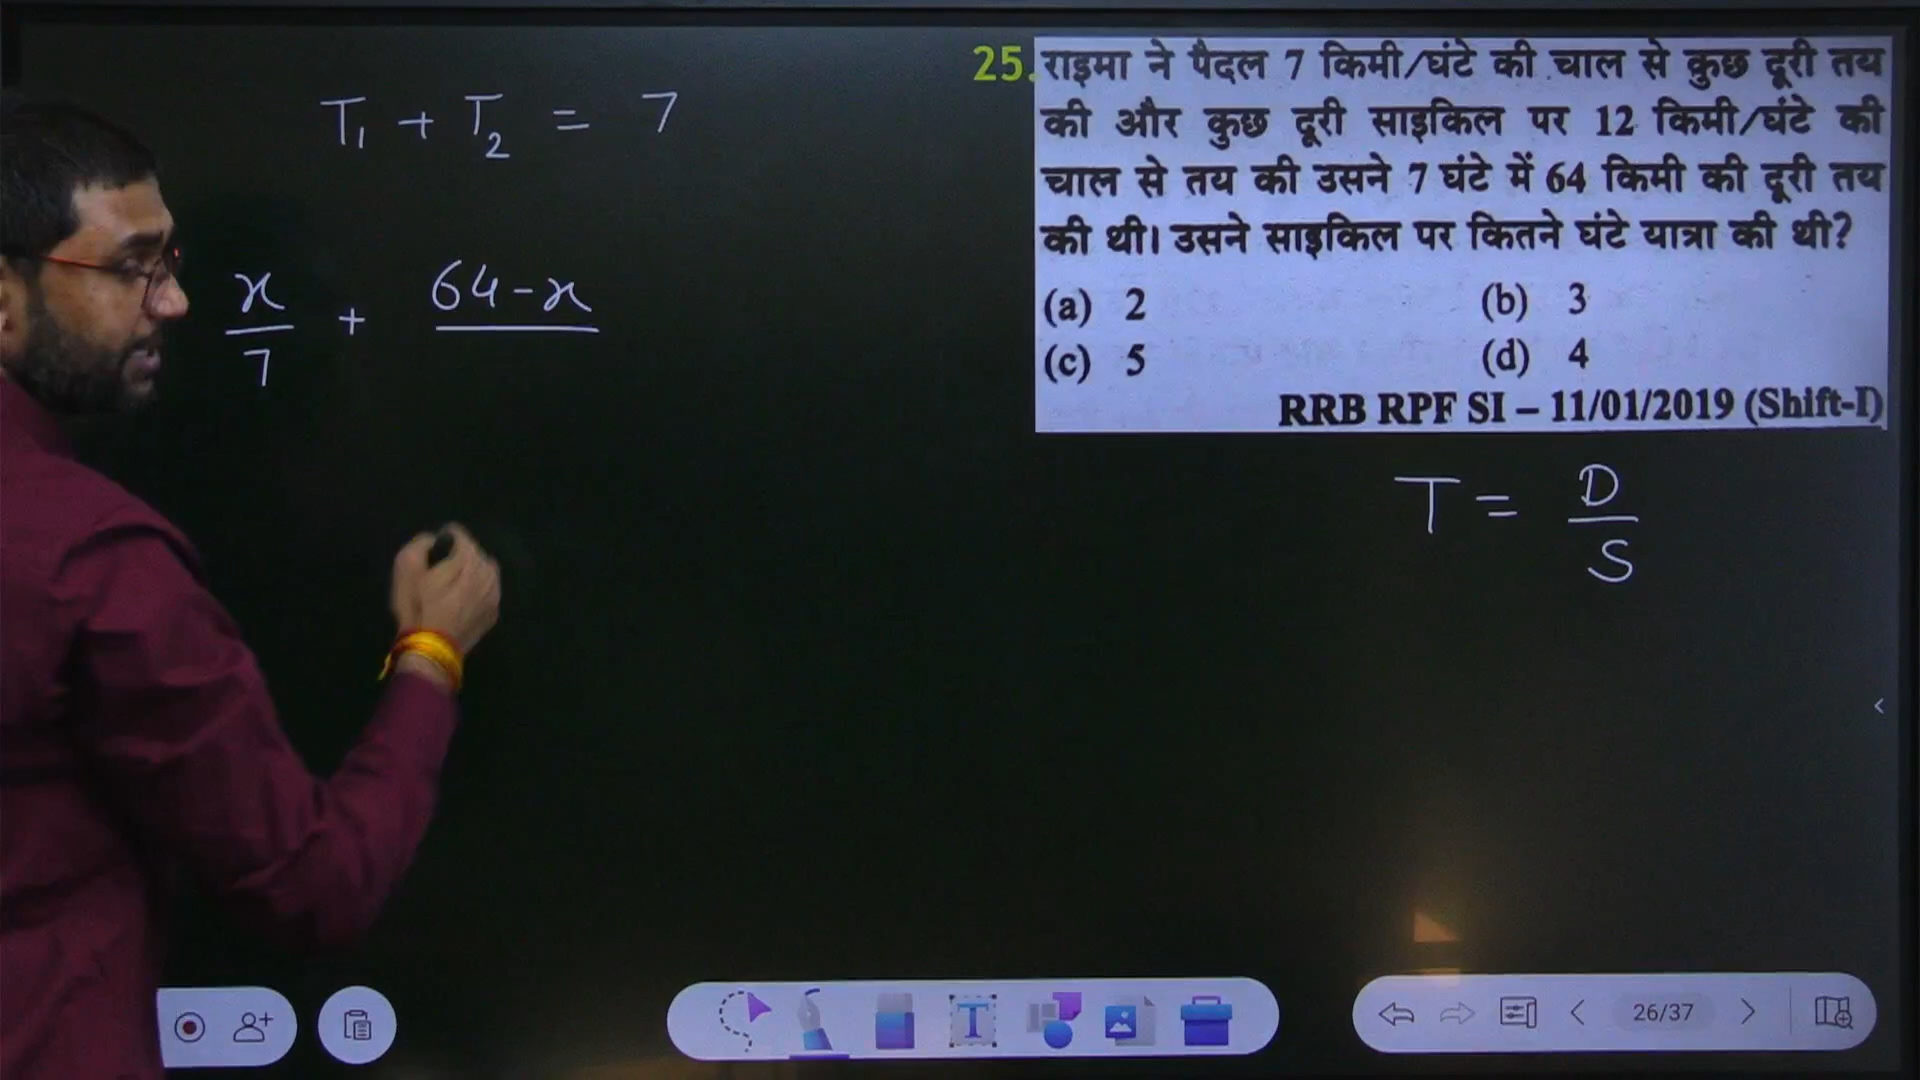 T₁ + T₂ = 7
x/7 + 64-x
25. राइमा ने पैदल 7 किमी/घंटे की चाल से कुछ दूरी तय
की और कुछ दूरी साइकिल पर 12 किमी/घंटे की
चाल से तय की उसने 7 घंटे में 64 किमी की दूरी तय
की थी। उसने साइकिल पर कितने घंटे यात्रा की थी?
(a) 2 (b) 3
(c) 5 (d) 4
RRB RPF SI – 11/01/2019 (Shift-I)
T = D/S
26/37